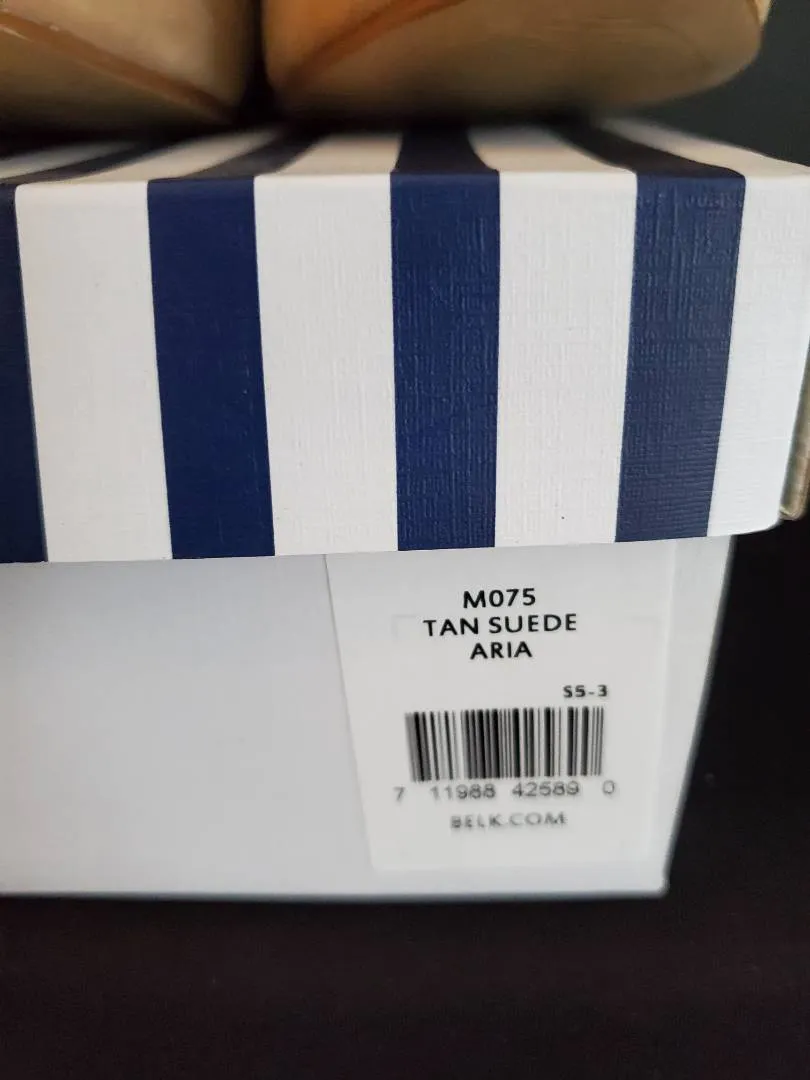 M075
TAN SUEDE
ARIA
S5-3
7 11988 42589 0
BELK.COM